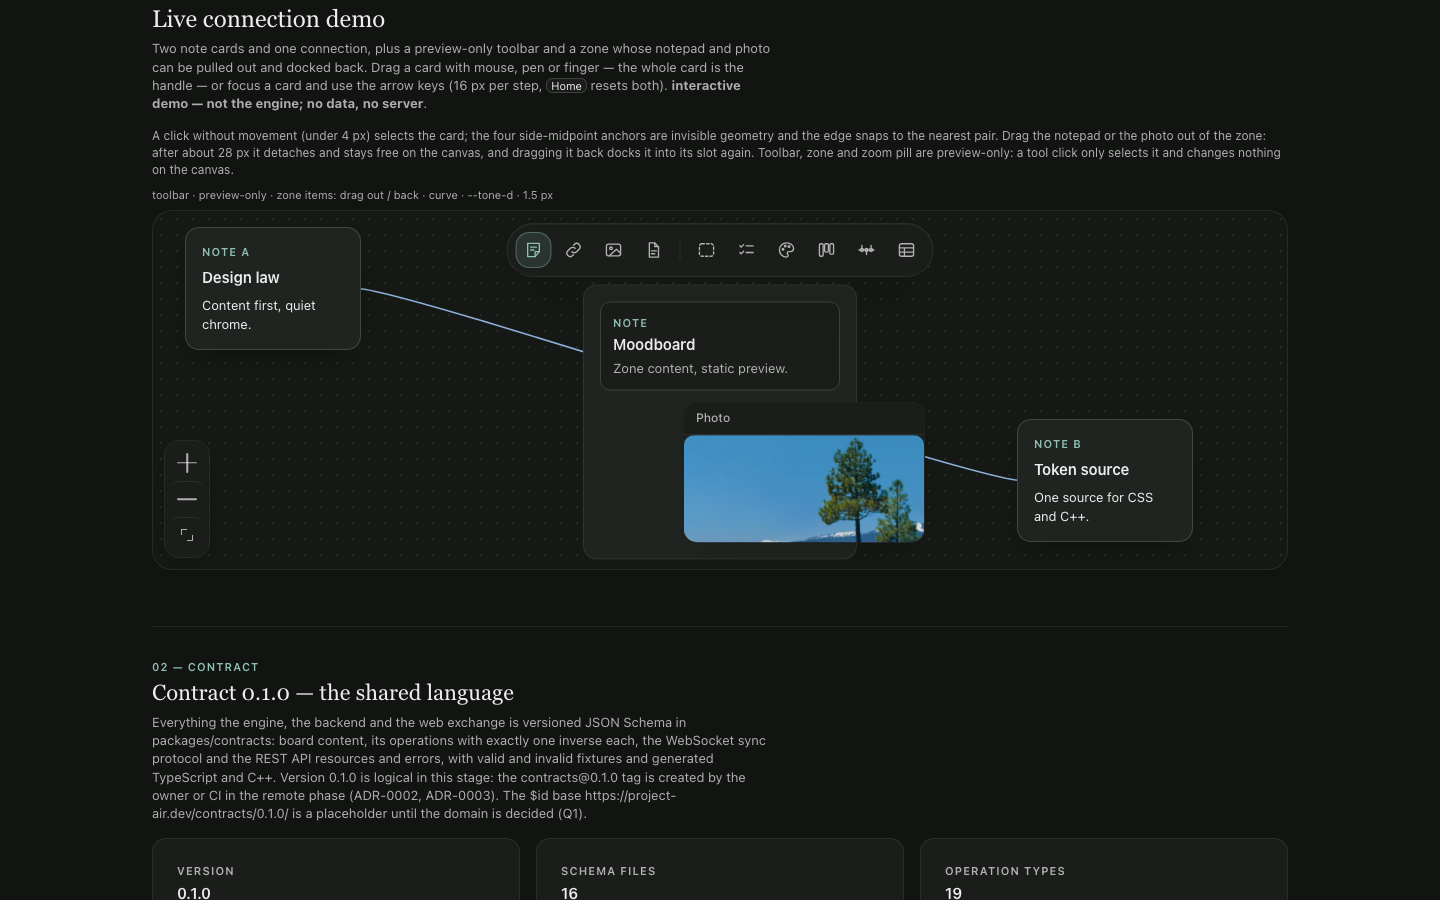 Live connection demo
Two note cards and one connection, plus a preview-only toolbar and a zone whose notepad and photo
can be pulled out and docked back. Drag a card with mouse, pen or finger — the whole card is the
handle — or focus a card and use the arrow keys (16 px per step, Home resets both). interactive
demo — not the engine; no data, no server.
A click without movement (under 4 px) selects the card; the four side-midpoint anchors are invisible geometry and the edge snaps to the nearest pair. Drag the notepad or the photo out of the zone:
after about 28 px it detaches and stays free on the canvas, and dragging it back docks it into its slot again. Toolbar, zone and zoom pill are preview-only: a tool click only selects it and changes nothing
on the canvas.
toolbar · preview-only · zone items: drag out / back · curve · --tone-d · 1.5 px
NOTE A
Design law
Content first, quiet
chrome.
NOTE
Moodboard
Zone content, static preview.
Photo
NOTE B
Token source
One source for CSS
and C++.
02 — CONTRACT
Contract 0.1.0 — the shared language
Everything the engine, the backend and the web exchange is versioned JSON Schema in
packages/contracts: board content, its operations with exactly one inverse each, the WebSocket sync
protocol and the REST API resources and errors, with valid and invalid fixtures and generated
TypeScript and C++. Version 0.1.0 is logical in this stage: the contracts@0.1.0 tag is created by the
owner or CI in the remote phase (ADR-0002, ADR-0003). The $id base https://project-
air.dev/contracts/0.1.0/ is a placeholder until the domain is decided (Q1).
VERSION
0.1.0
SCHEMA FILES
16
OPERATION TYPES
19